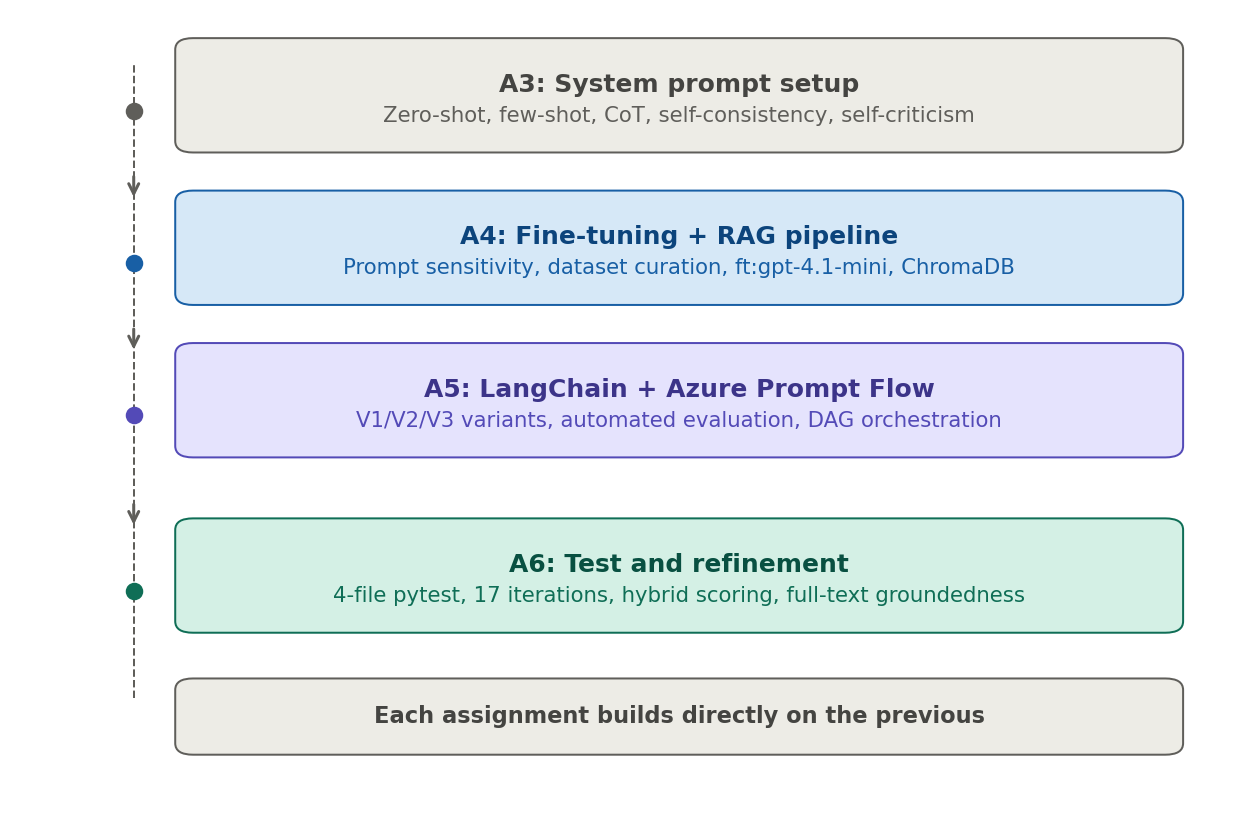 A3: System prompt setup
Zero-shot, few-shot, CoT, self-consistency, self-criticism
A4: Fine-tuning + RAG pipeline
Prompt sensitivity, dataset curation, ft:gpt-4.1-mini, ChromaDB
A5: LangChain + Azure Prompt Flow
V1/V2/V3 variants, automated evaluation, DAG orchestration
A6: Test and refinement
4-file pytest, 17 iterations, hybrid scoring, full-text groundedness
Each assignment builds directly on the previous